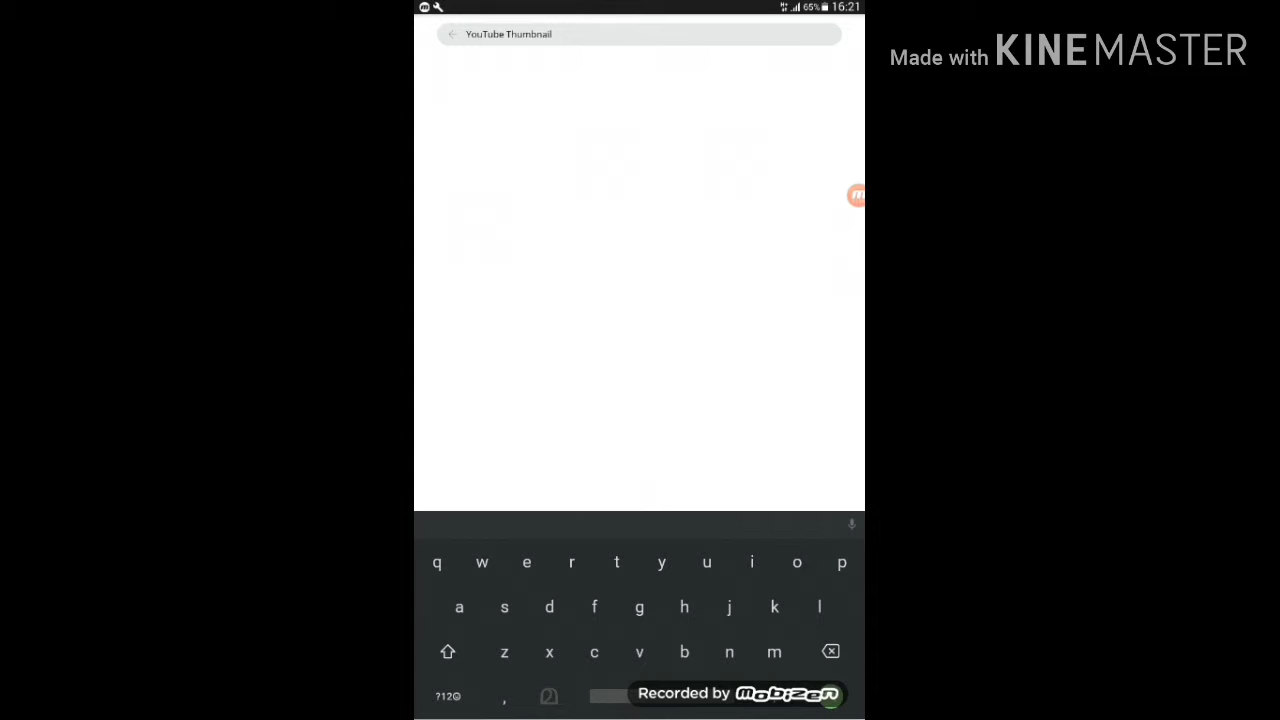 65% 16:21
YouTube Thumbnail
Made with KINEMASTER
q w e r t y u i o p
a s d f g h j k l
z x c v b n m
?12☺ , മ
Recorded by mobizen